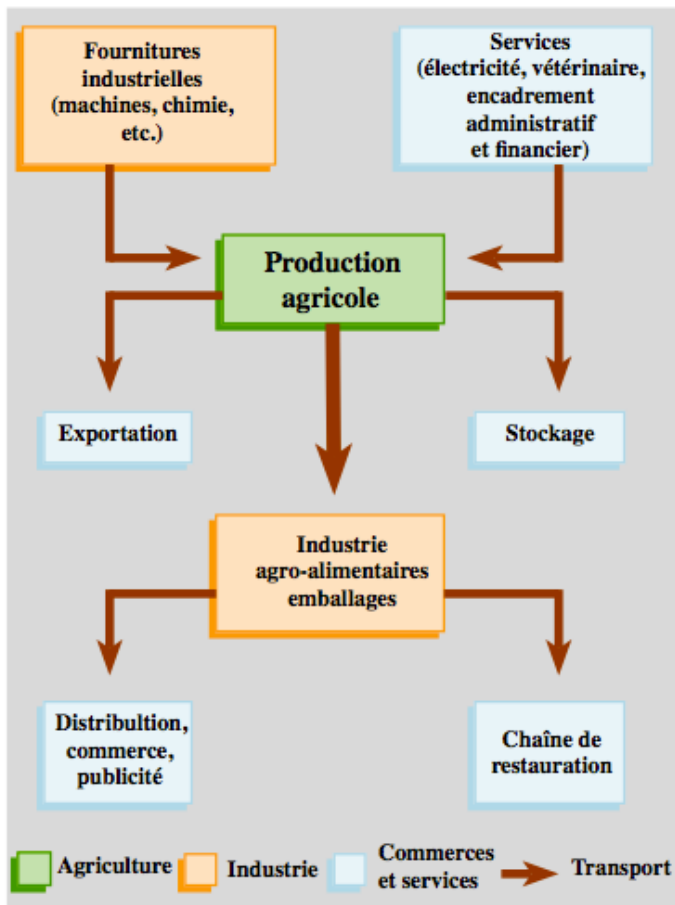 Fournitures
industrielles
(machines, chimie,
etc.)
Services
(électricité, vétérinaire,
encadrement
administratif
et financier)
Production
agricole
Exportation
Stockage
Industrie
agro-alimentaires
emballages
Distribultion,
commerce,
publicité
Chaîne de
restauration
Agriculture
Industrie
Commerces
et services
Transport